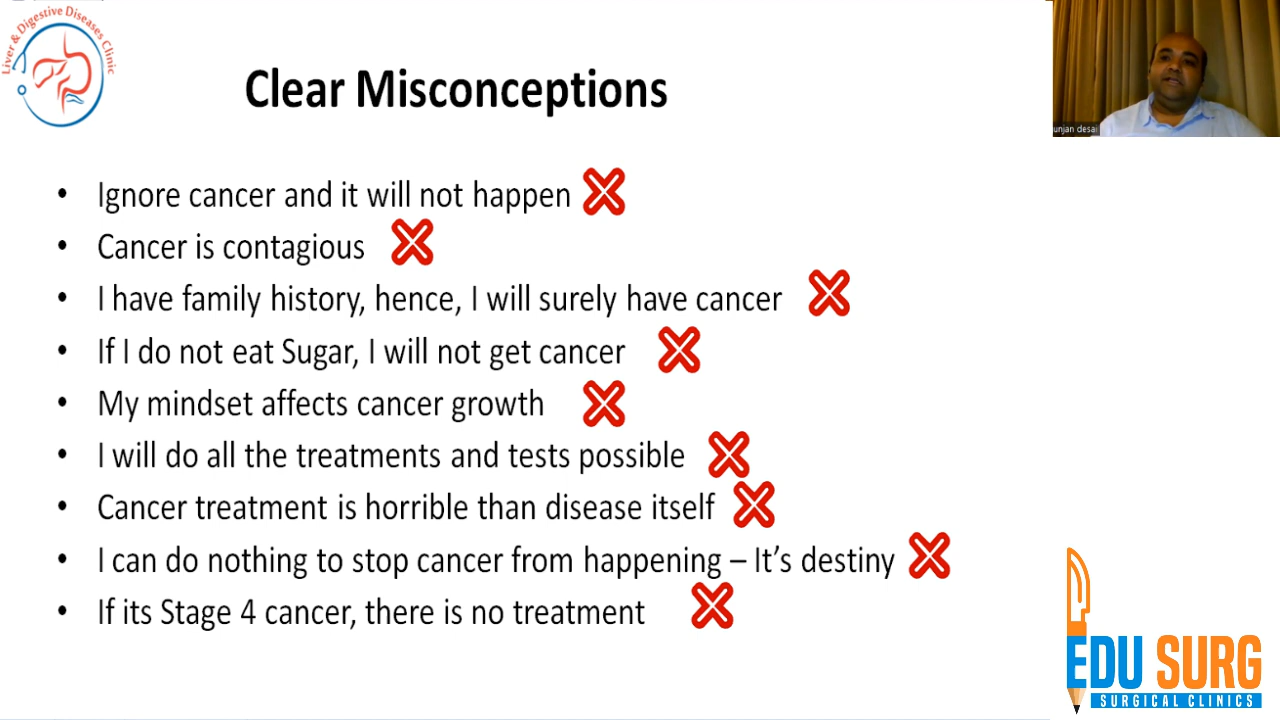 Liver & Digestive Diseases Clinic
Clear Misconceptions
unjan desai
• Ignore cancer and it will not happen
• Cancer is contagious
• I have family history, hence, I will surely have cancer
• If I do not eat Sugar, I will not get cancer
• My mindset affects cancer growth
• I will do all the treatments and tests possible
• Cancer treatment is horrible than disease itself
• I can do nothing to stop cancer from happening – It’s destiny
• If its Stage 4 cancer, there is no treatment
EDU SURG
SURGICAL CLINICS